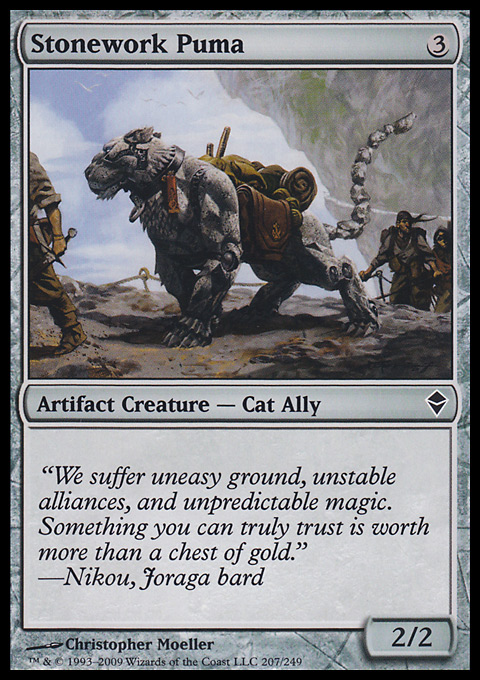 Stonework Puma 3
Artifact Creature — Cat Ally
“We suffer uneasy ground, unstable
alliances, and unpredictable magic.
Something you can truly trust is worth
more than a chest of gold.”
—Nikou, Joraga bard
Christopher Moeller
2/2
™ & © 1993–2009 Wizards of the Coast LLC 207/249